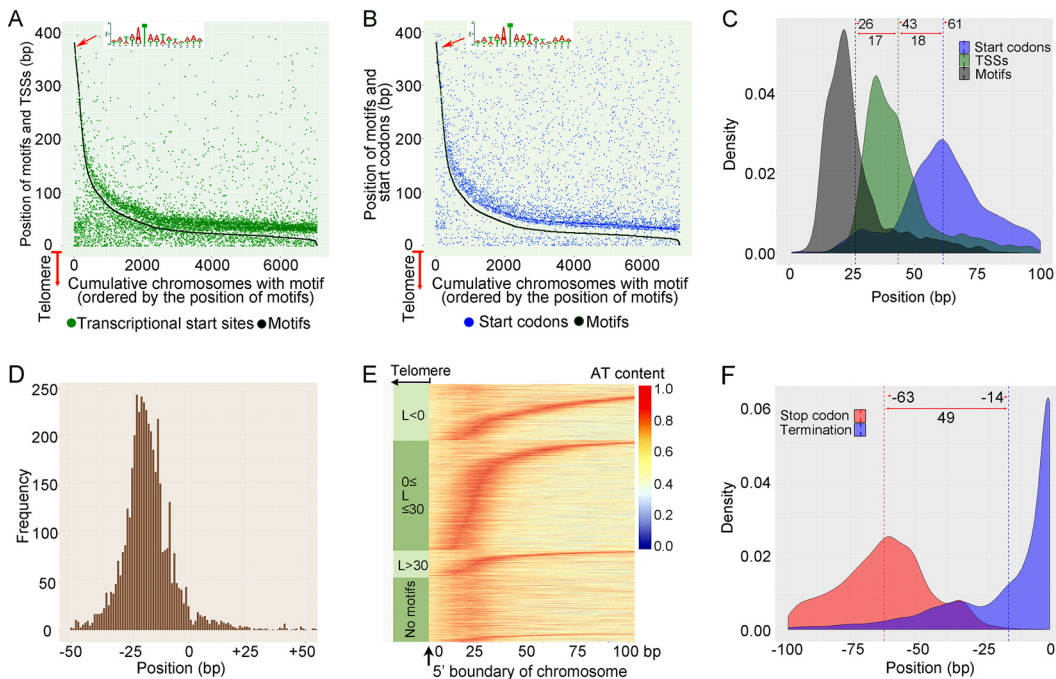 A
Position of motifs and TSSs (bp)
400
300
200
100
0
0 2000 4000 6000
Telomere
Cumulative chromosomes with motif
(ordered by the position of motifs)
Transcriptional start sites Motifs
B
Position of motifs and
start codons (bp)
400
300
200
100
0
0 2000 4000 6000
Telomere
Cumulative chromosomes with motif
(ordered by the position of motifs)
Start codons Motifs
C
26 43 61
17 18
Start codons
TSSs
Motifs
Density
0.04
0.02
0.00
0 25 50 75 100
Position (bp)
D
Frequency
250
200
150
100
50
0
-50 -25 0 +25 +50
Position (bp)
E
Telomere
AT content
L<0
0≤
L
≤30
L>30
No motifs
1.0
0.8
0.6
0.4
0.2
0.0
0 25 50 75 100 bp
5' boundary of chromosome
F
-63 -14
49
Stop codon
Termination
Density
0.06
0.04
0.02
0.00
-100 -75 -50 -25 0
Position (bp)